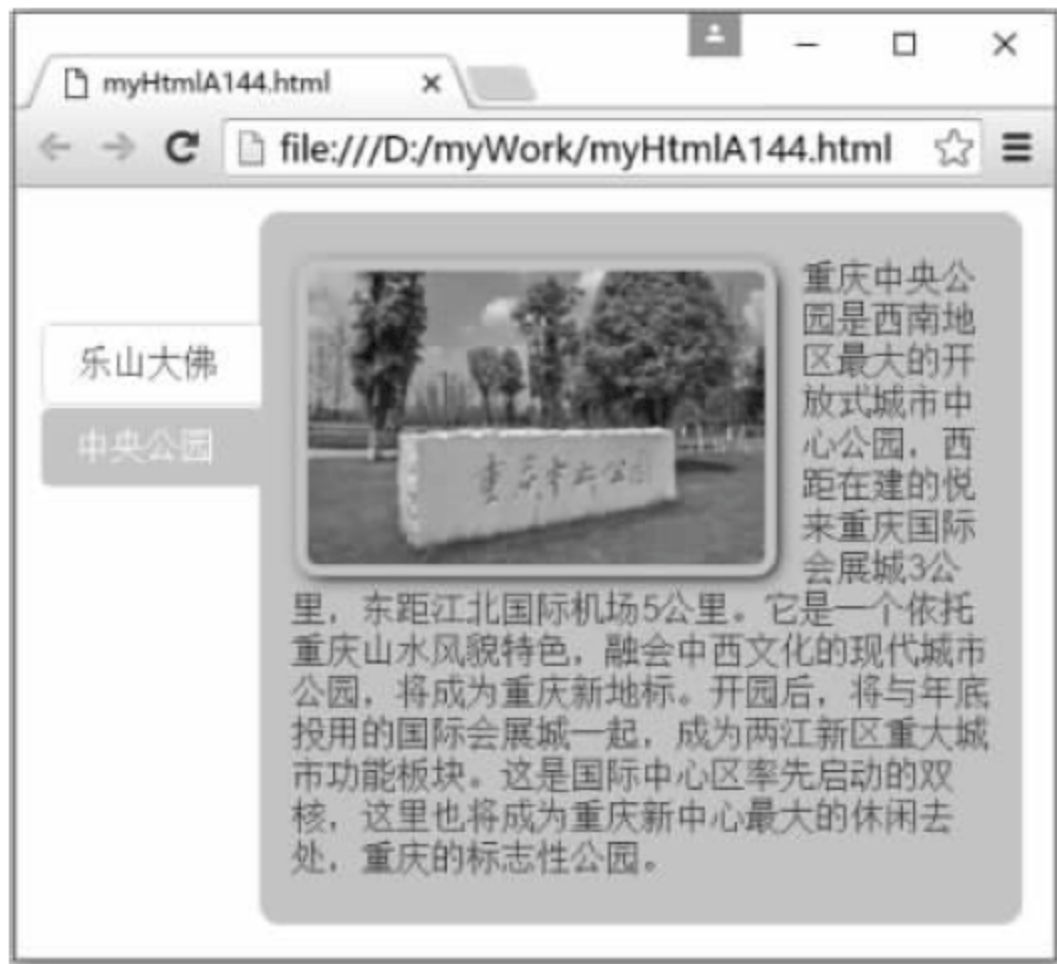 myHtmlA144.html
file:///D:/myWork/myHtmlA144.html
乐山大佛
中央公园
重庆中央公园
重庆中央公
园是西南地
区最大的开
放式城市中
心公园，西
距在建的悦
来重庆国际
会展城3公
里，东距江北国际机场5公里。它是一个依托
重庆山水风貌特色，融会中西文化的现代城市
公园，将成为重庆新地标。开园后，将与年底
投用的国际会展城一起，成为两江新区重大城
市功能板块。这是国际中心区率先启动的双
核，这里也将成为重庆新中心最大的休闲去
处，重庆的标志性公园。